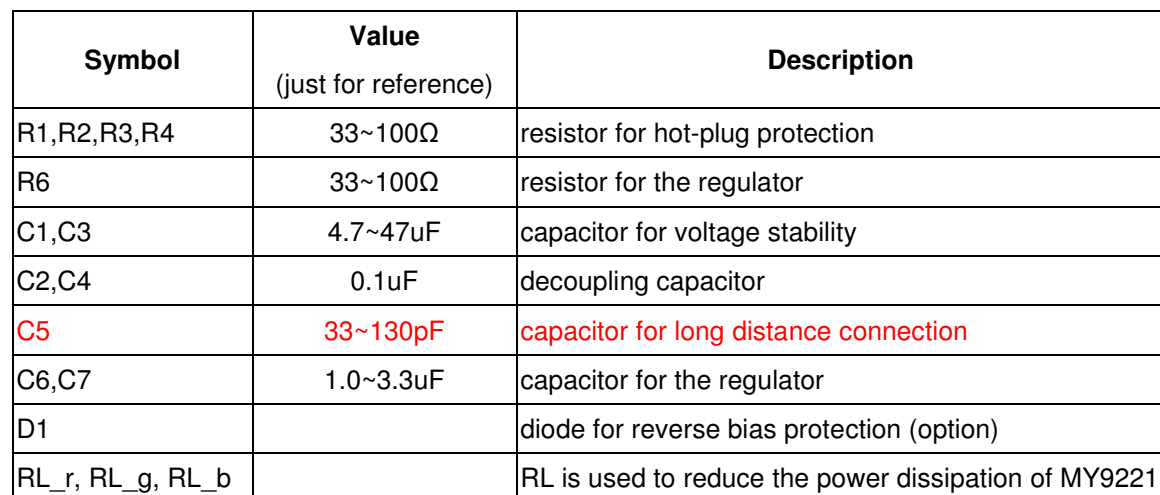 Symbol Value (just for reference) Description
R1,R2,R3,R4 33~100Ω resistor for hot-plug protection
R6 33~100Ω resistor for the regulator
C1,C3 4.7~47uF capacitor for voltage stability
C2,C4 0.1uF decoupling capacitor
C5 33~130pF capacitor for long distance connection
C6,C7 1.0~3.3uF capacitor for the regulator
D1 diode for reverse bias protection (option)
RL_r, RL_g, RL_b RL is used to reduce the power dissipation of MY9221